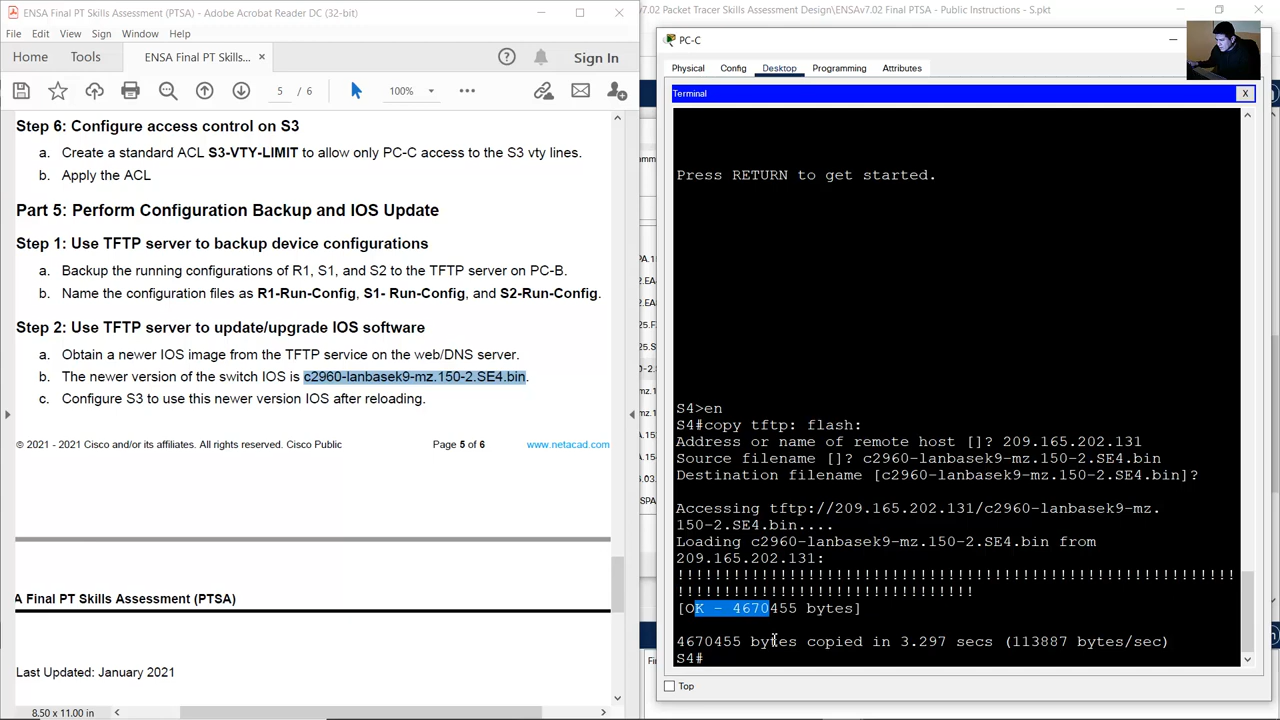 ENSA Final PT Skills Assessment (PTSA) - Adobe Acrobat Reader DC (32-bit)
File Edit View Sign Window Help
Home Tools ENSA Final PT Skills... × Sign In
5 / 6 100%
Step 6: Configure access control on S3
a. Create a standard ACL S3-VTY-LIMIT to allow only PC-C access to the S3 vty lines.
b. Apply the ACL
Part 5: Perform Configuration Backup and IOS Update
Step 1: Use TFTP server to backup device configurations
a. Backup the running configurations of R1, S1, and S2 to the TFTP server on PC-B.
b. Name the configuration files as R1-Run-Config, S1- Run-Config, and S2-Run-Config.
Step 2: Use TFTP server to update/upgrade IOS software
a. Obtain a newer IOS image from the TFTP service on the web/DNS server.
b. The newer version of the switch IOS is c2960-lanbasek9-mz.150-2.SE4.bin.
c. Configure S3 to use this newer version IOS after reloading.
© 2021 - 2021 Cisco and/or its affiliates. All rights reserved. Cisco Public Page 5 of 6 www.netacad.com
A Final PT Skills Assessment (PTSA)
Last Updated: January 2021
8.50 x 11.00 in
v7.02 Packet Tracer Skills Assessment Design\ENSAv7.02 Final PTSA - Public Instructions - S.pkt
PC-C
Physical Config Desktop Programming Attributes
Terminal X
Press RETURN to get started.
S4>en
S4#copy tftp: flash:
Address or name of remote host []? 209.165.202.131
Source filename []? c2960-lanbasek9-mz.150-2.SE4.bin
Destination filename [c2960-lanbasek9-mz.150-2.SE4.bin]?
Accessing tftp://209.165.202.131/c2960-lanbasek9-mz.
150-2.SE4.bin....
Loading c2960-lanbasek9-mz.150-2.SE4.bin from
209.165.202.131:
!!!!!!!!!!!!!!!!!!!!!!!!!!!!!!!!!!!!!!!!!!!!!!!!!!!!!!!!!!!!
!!!!!!!!!!!!!!!!!!!!!!!!!!!!!!!!
[OK - 4670455 bytes]
4670455 bytes copied in 3.297 secs (113887 bytes/sec)
S4#
Top